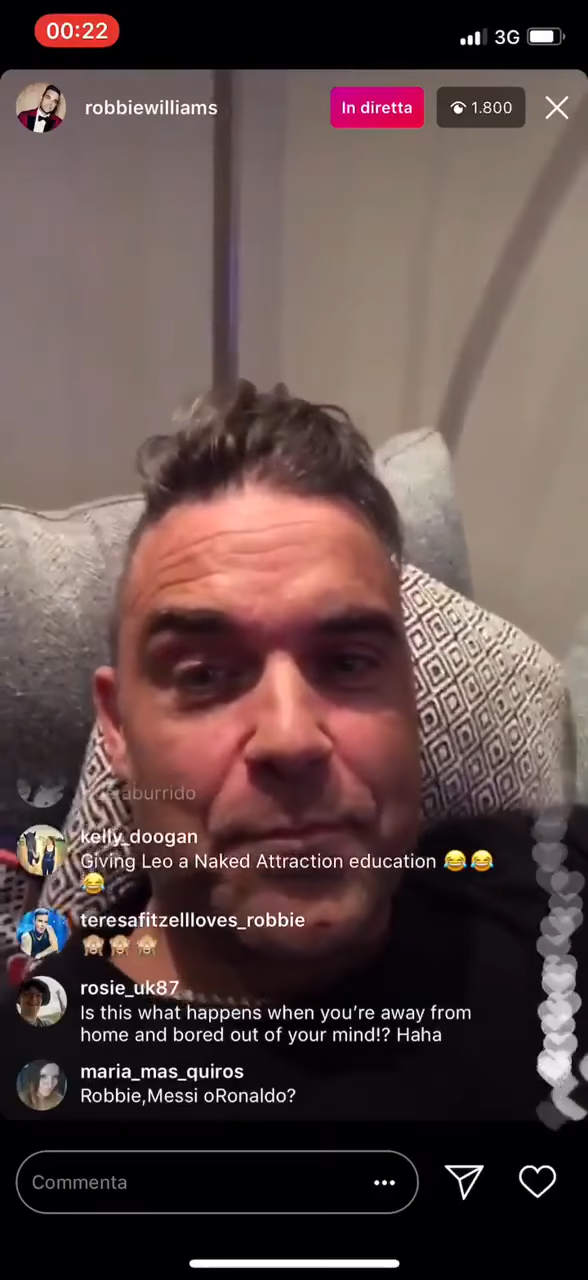 00:22
3G
robbiewilliams
In diretta
1.800
aburrido
kelly_doogan
Giving Leo a Naked Attraction education 😂😂
😂
teresafitzellloves_robbie
🙈🙈🙈
rosie_uk87
Is this what happens when you’re away from
home and bored out of your mind!? Haha
maria_mas_quiros
Robbie,Messi oRonaldo?
Commenta